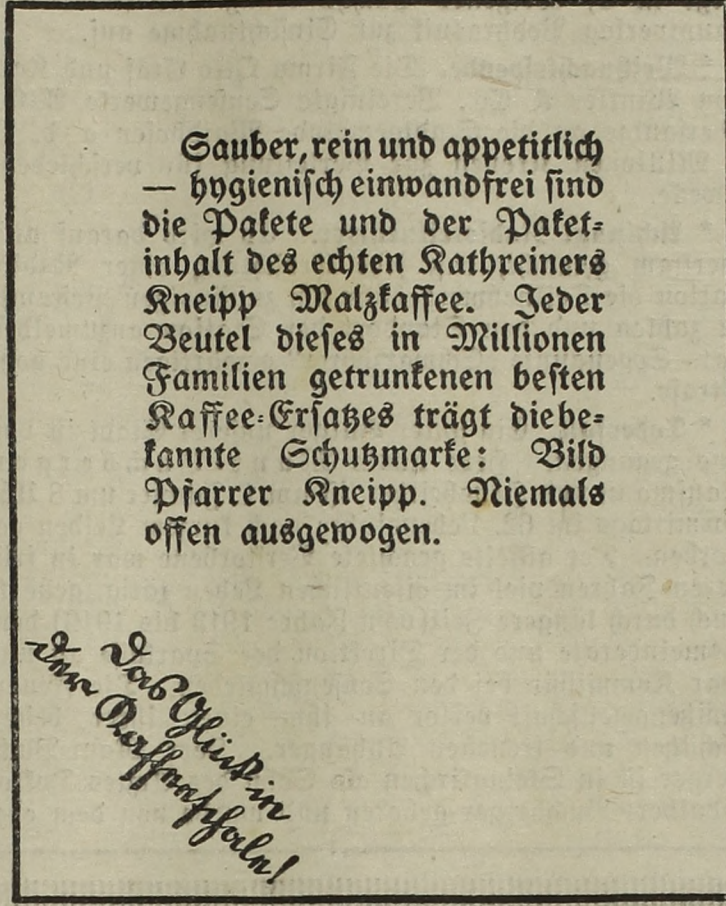 Sauber, rein und appetitlich
— hygienisch einwandfrei sind
die Pakete und der Paket-
inhalt des echten Kathreiners
Kneipp Malzkaffee. Jeder
Beutel dieses in Millionen
Familien getrunkenen besten
Kaffee-Ersatzes trägt diebe-
kannte Schutzmarke: Bild
Pfarrer Kneipp. Niemals
offen ausgewogen.
Das Glück in
der Kaffeeschale!